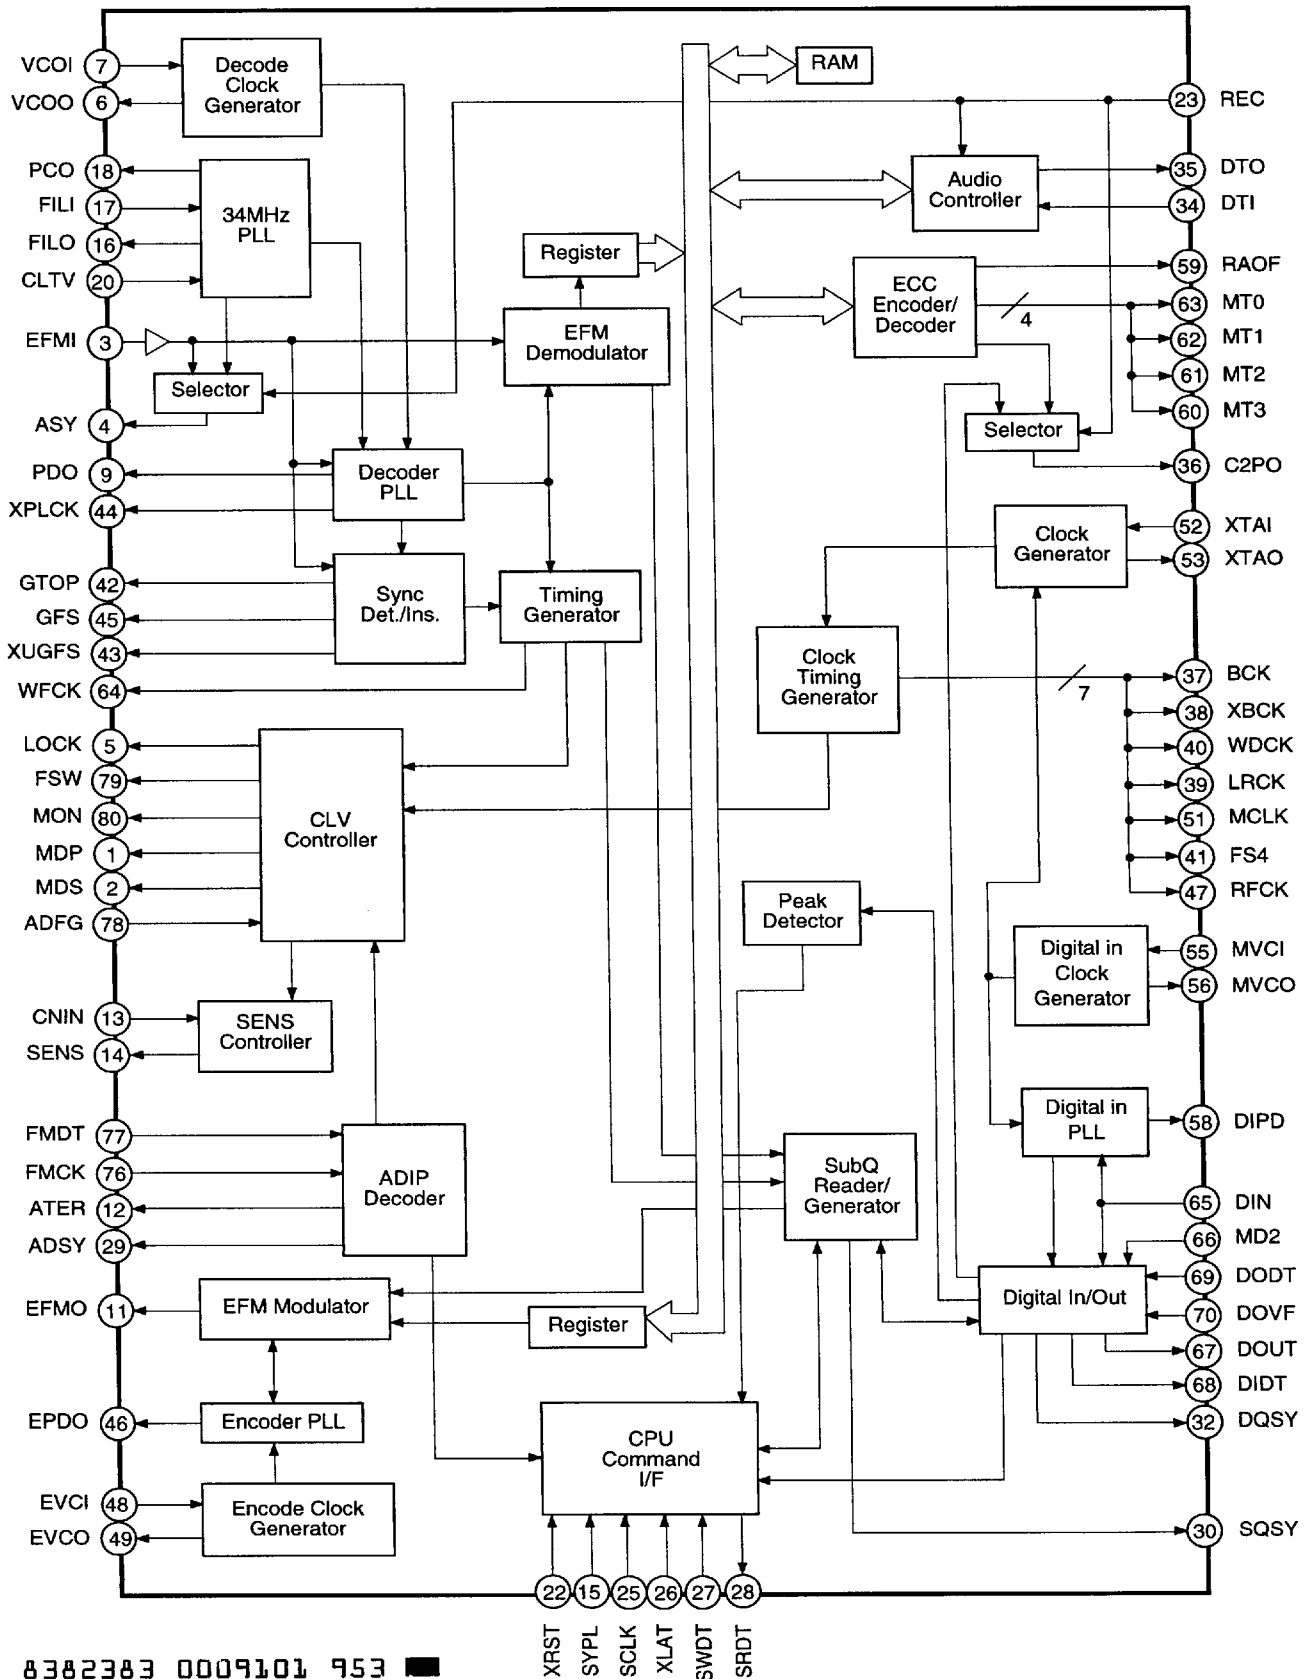 VCOI 7
VCOO 6
Decode
Clock
Generator
RAM
23 REC
PCO 18
FILI 17
FILO 16
CLTV 20
34MHz
PLL
Audio
Controller
35 DTO
34 DTI
Register
ECC
Encoder/
Decoder
4
59 RAOF
63 MT0
62 MT1
61 MT2
60 MT3
EFMI 3
EFM
Demodulator
Selector
ASY 4
Selector
36 C2PO
PDO 9
XPLCK 44
Decoder
PLL
Clock
Generator
52 XTAI
53 XTAO
GTOP 42
GFS 45
XUGFS 43
WFCK 64
Sync
Det./Ins.
Timing
Generator
Clock
Timing
Generator
7
37 BCK
38 XBCK
40 WDCK
39 LRCK
51 MCLK
41 FS4
47 RFCK
LOCK 5
FSW 79
MON 80
MDP 1
MDS 2
ADFG 78
CLV
Controller
Peak
Detector
Digital in
Clock
Generator
55 MVCI
56 MVCO
CNIN 13
SENS 14
SENS
Controller
Digital in
PLL
58 DIPD
FMDT 77
FMCK 76
ATER 12
ADSY 29
ADIP
Decoder
SubQ
Reader/
Generator
65 DIN
66 MD2
69 DODT
70 DOVF
67 DOUT
68 DIDT
32 DQSY
Digital In/Out
EFMO 11
EFM Modulator
Register
EPDO 46
Encoder PLL
CPU
Command
I/F
EVCI 48
EVCO 49
Encode Clock
Generator
30 SQSY
22 15 25 26 27 28
XRST
SYPL
SCLK
XLAT
SWDT
SRDT
8382383 0009101 953